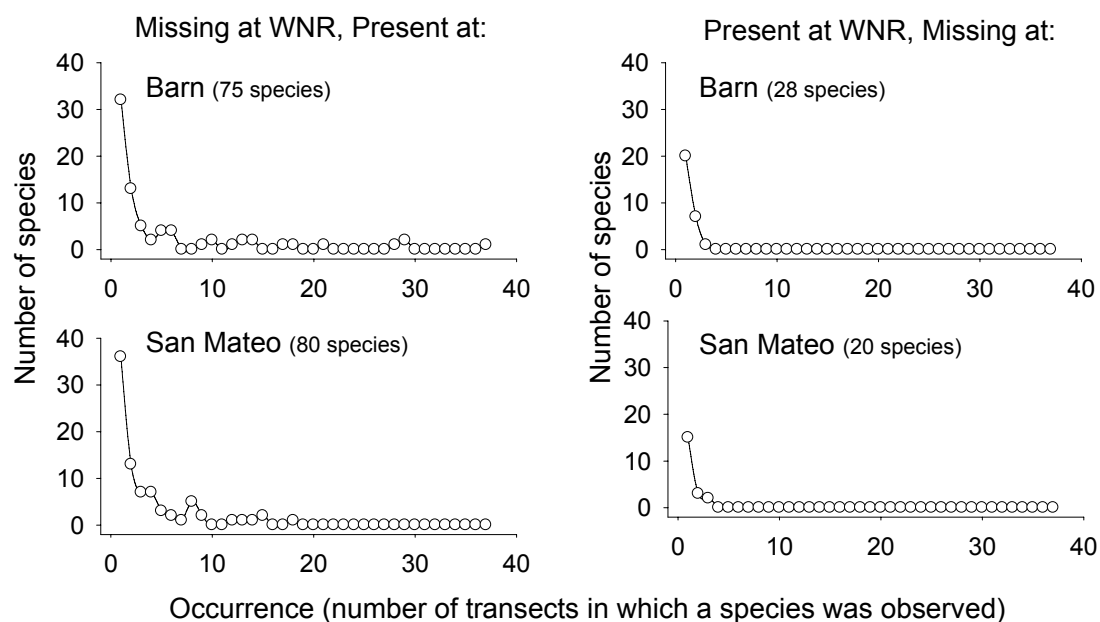 Missing at WNR, Present at:
Present at WNR, Missing at:
Number of species
40
30
20
10
0
Barn (75 species)
0 10 20 30 40
Number of species
40
30
20
10
0
Barn (28 species)
0 10 20 30 40
40
30
20
10
0
San Mateo (80 species)
0 10 20 30 40
40
30
20
10
0
San Mateo (20 species)
0 10 20 30 40
Occurrence (number of transects in which a species was observed)